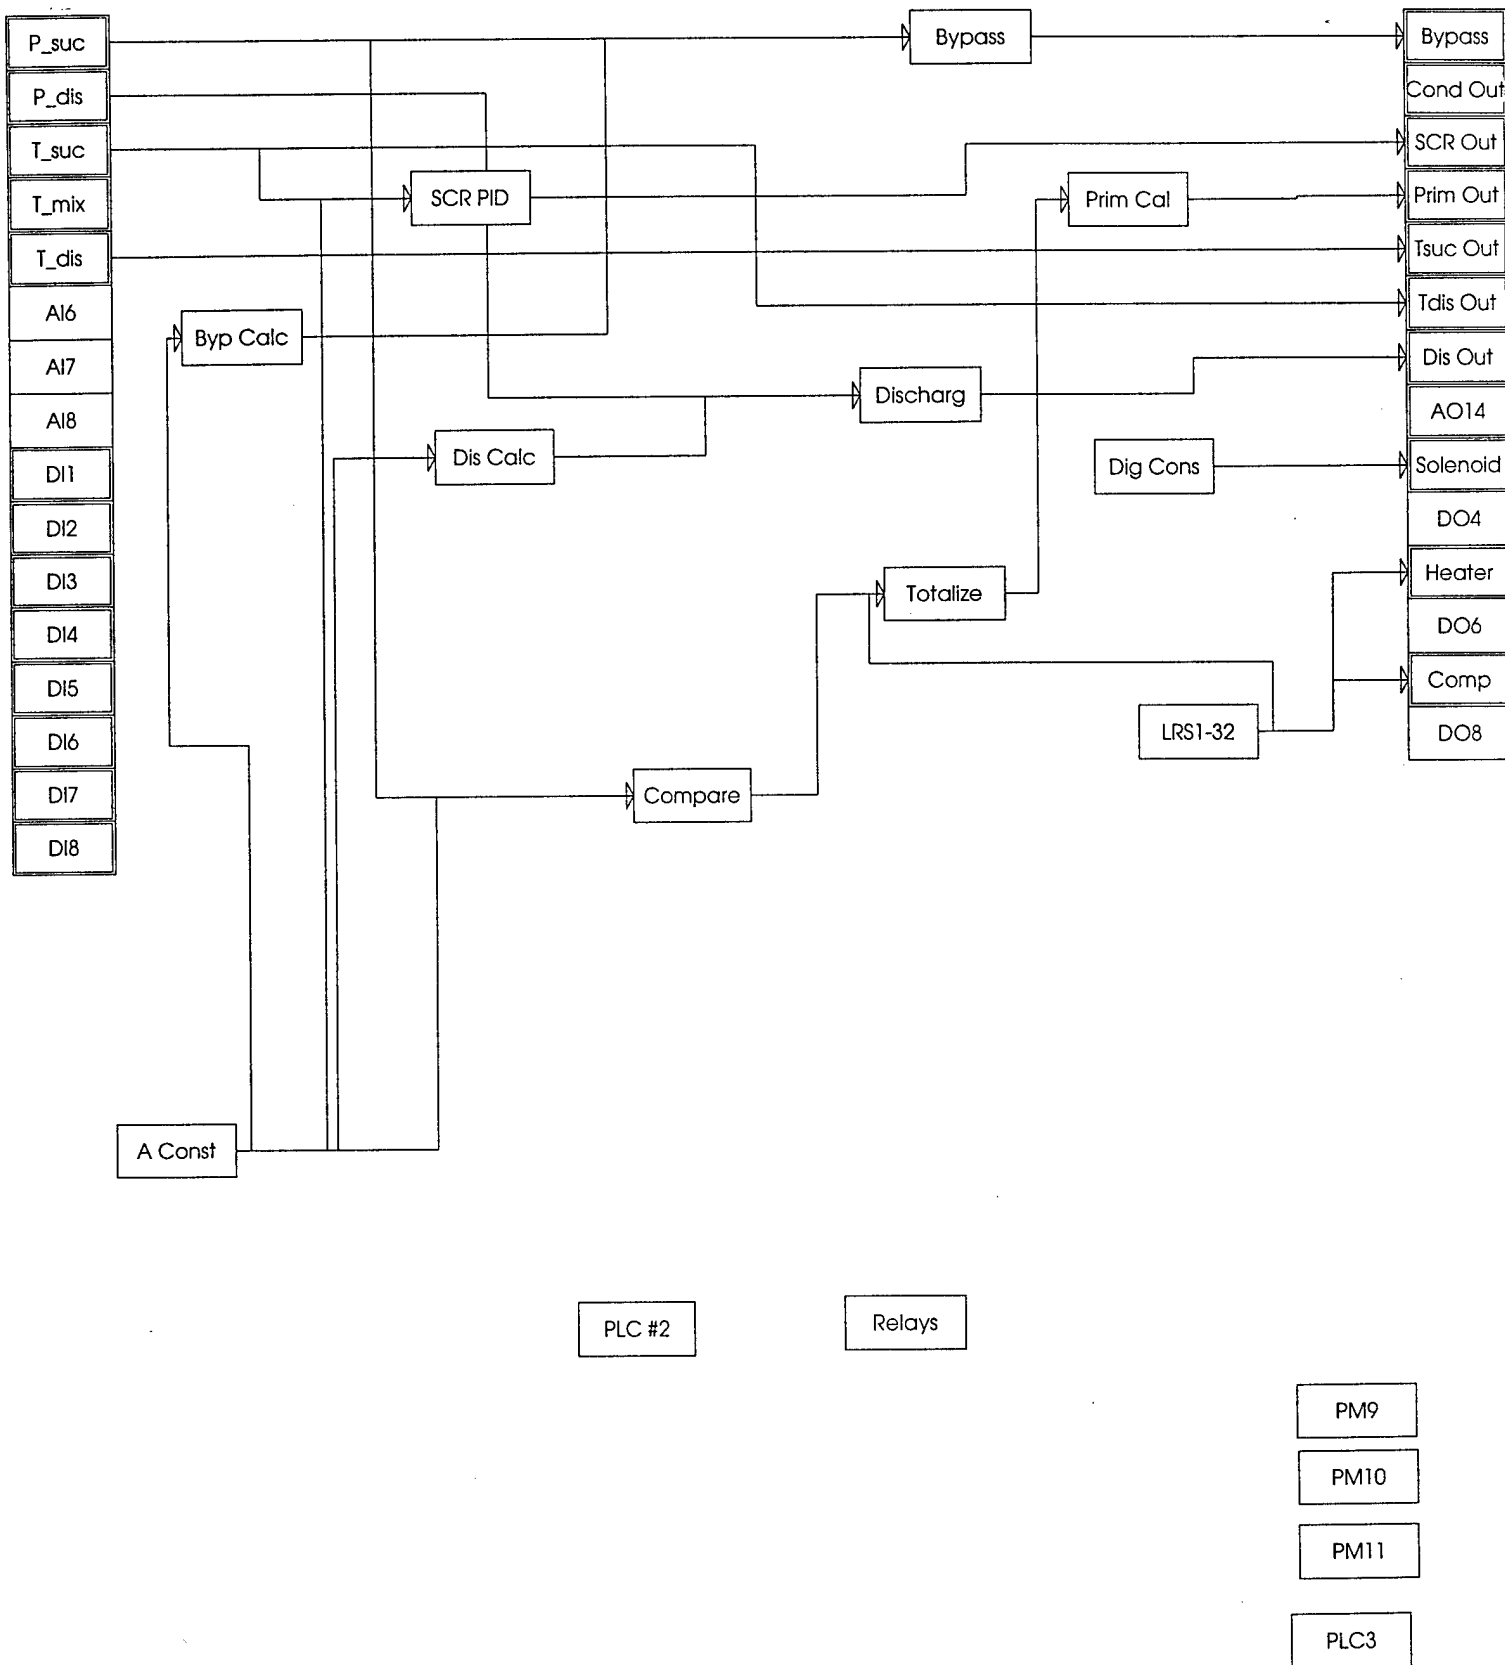 P_suc
P_dis
T_suc
T_mix
T_dis
AI6
AI7
AI8
DI1
DI2
DI3
DI4
DI5
DI6
DI7
DI8
Byp Calc
A Const
SCR PID
Dis Calc
Compare
Bypass
Discharg
Totalize
Prim Cal
Dig Cons
LRS1-32
Bypass
Cond Out
SCR Out
Prim Out
Tsuc Out
Tdis Out
Dis Out
AO14
Solenoid
DO4
Heater
DO6
Comp
DO8
PLC #2
Relays
PM9
PM10
PM11
PLC3